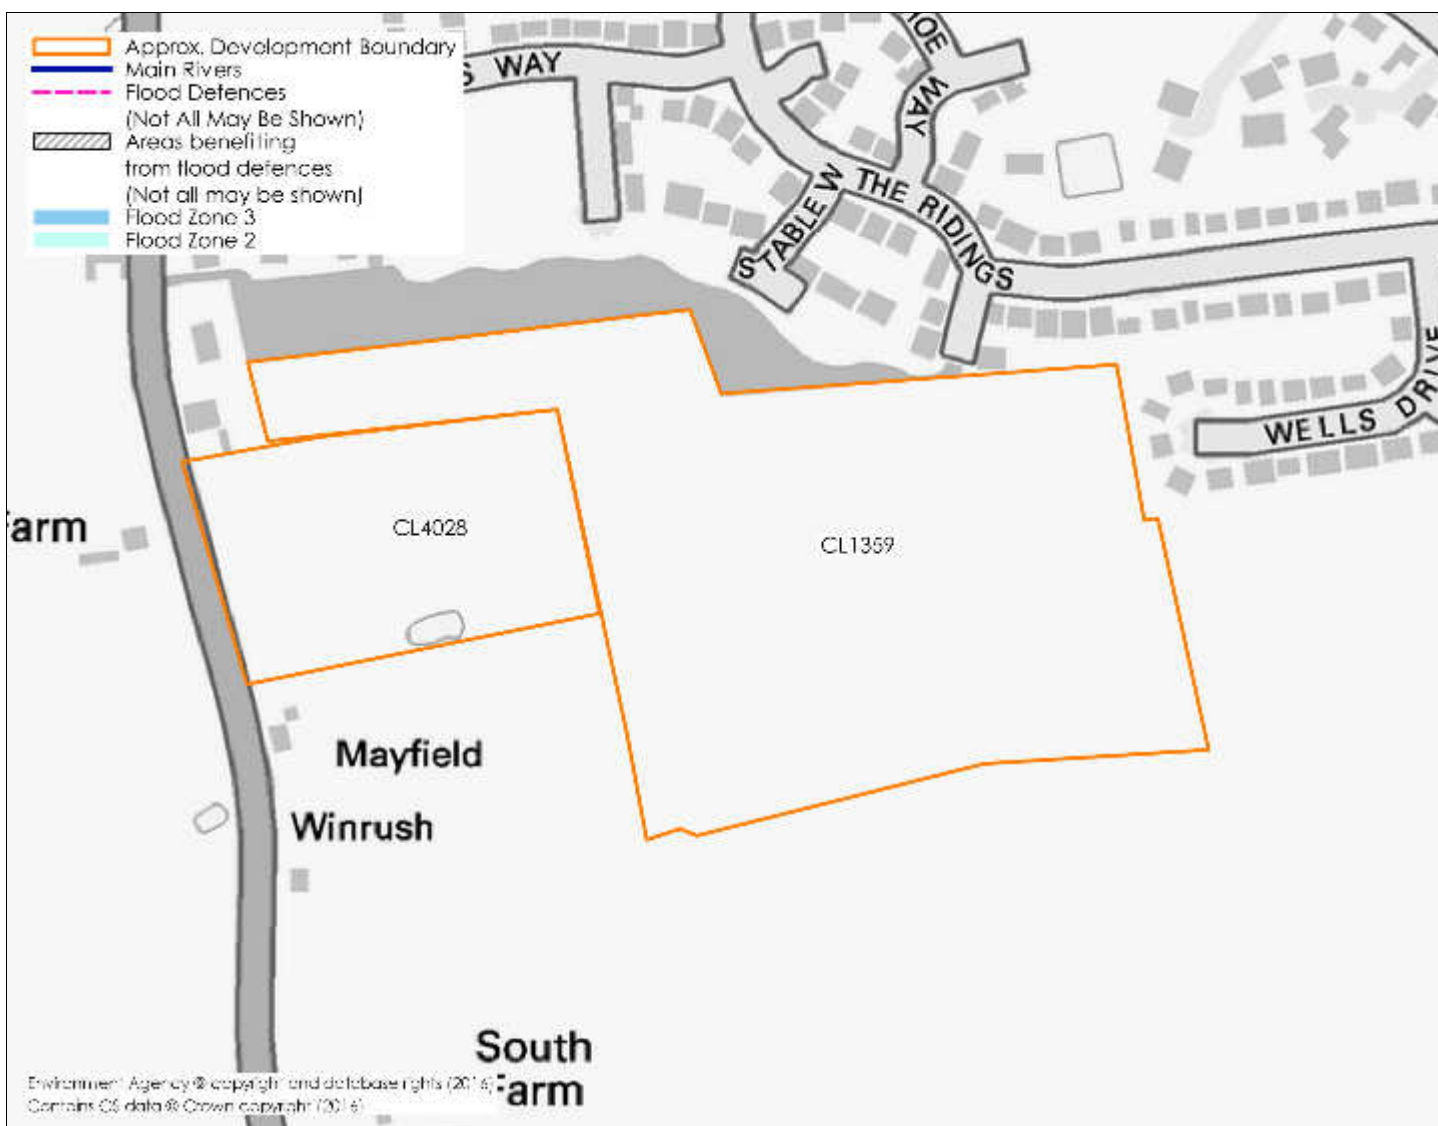 Approx. Development Boundary
Main Rivers
Flood Defences
(Not All May Be Shown)
Areas benefiting
from flood defences
(Not all may be shown)
Flood Zone 3
Flood Zone 2
S WAY
OE WAY
STABLE W
THE RIDINGS
WELLS DRIVE
arm
CL4028
CL1359
Mayfield
Winrush
South
Farm
Environment Agency © copyright and database rights (2016)
Contains OS data © Crown copyright (2016)